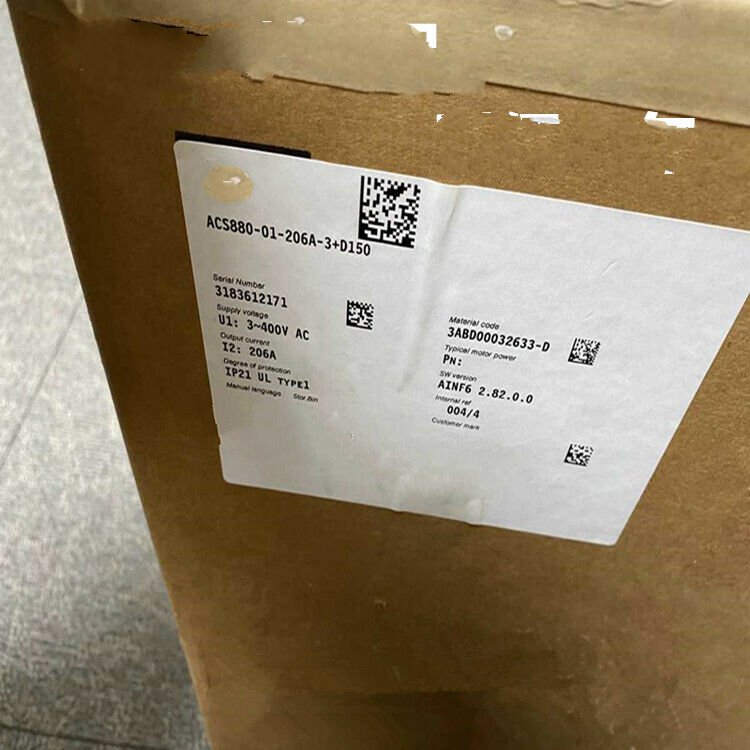 ACS880-01-206A-3+D150
Serial Number
3183612171
Supply voltage
U1: 3~400V AC
Output current
I2: 206A
Degree of protection
IP21 UL TYPE1
Manual language Stor.Bin
Material code
3ABD00032633-D
Typical motor power
PN:
SW version
AINF6 2.82.0.0
Internal ref
004/4
Customer mark